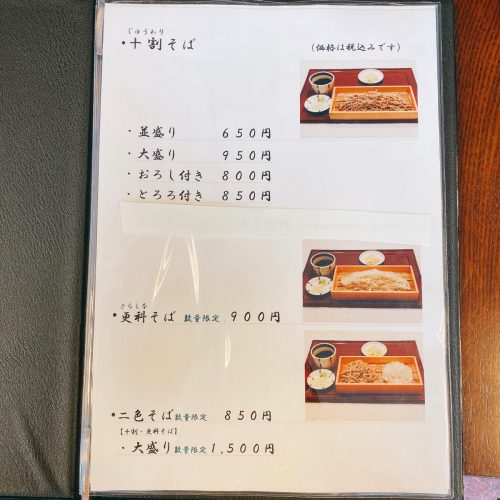 じゅうわり
・十割そば （価格は税込みです）
・並盛り 650円
・大盛り 950円
・おろし付き 800円
・とろろ付き 850円
さらしな
・更科そば 数量限定 900円
・二色そば 数量限定 850円
【十割・更科そば】
・大盛り 数量限定 1,500円